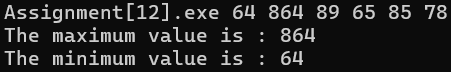 Assignment[12].exe 64 864 89 65 85 78
The maximum value is : 864
The minimum value is : 64